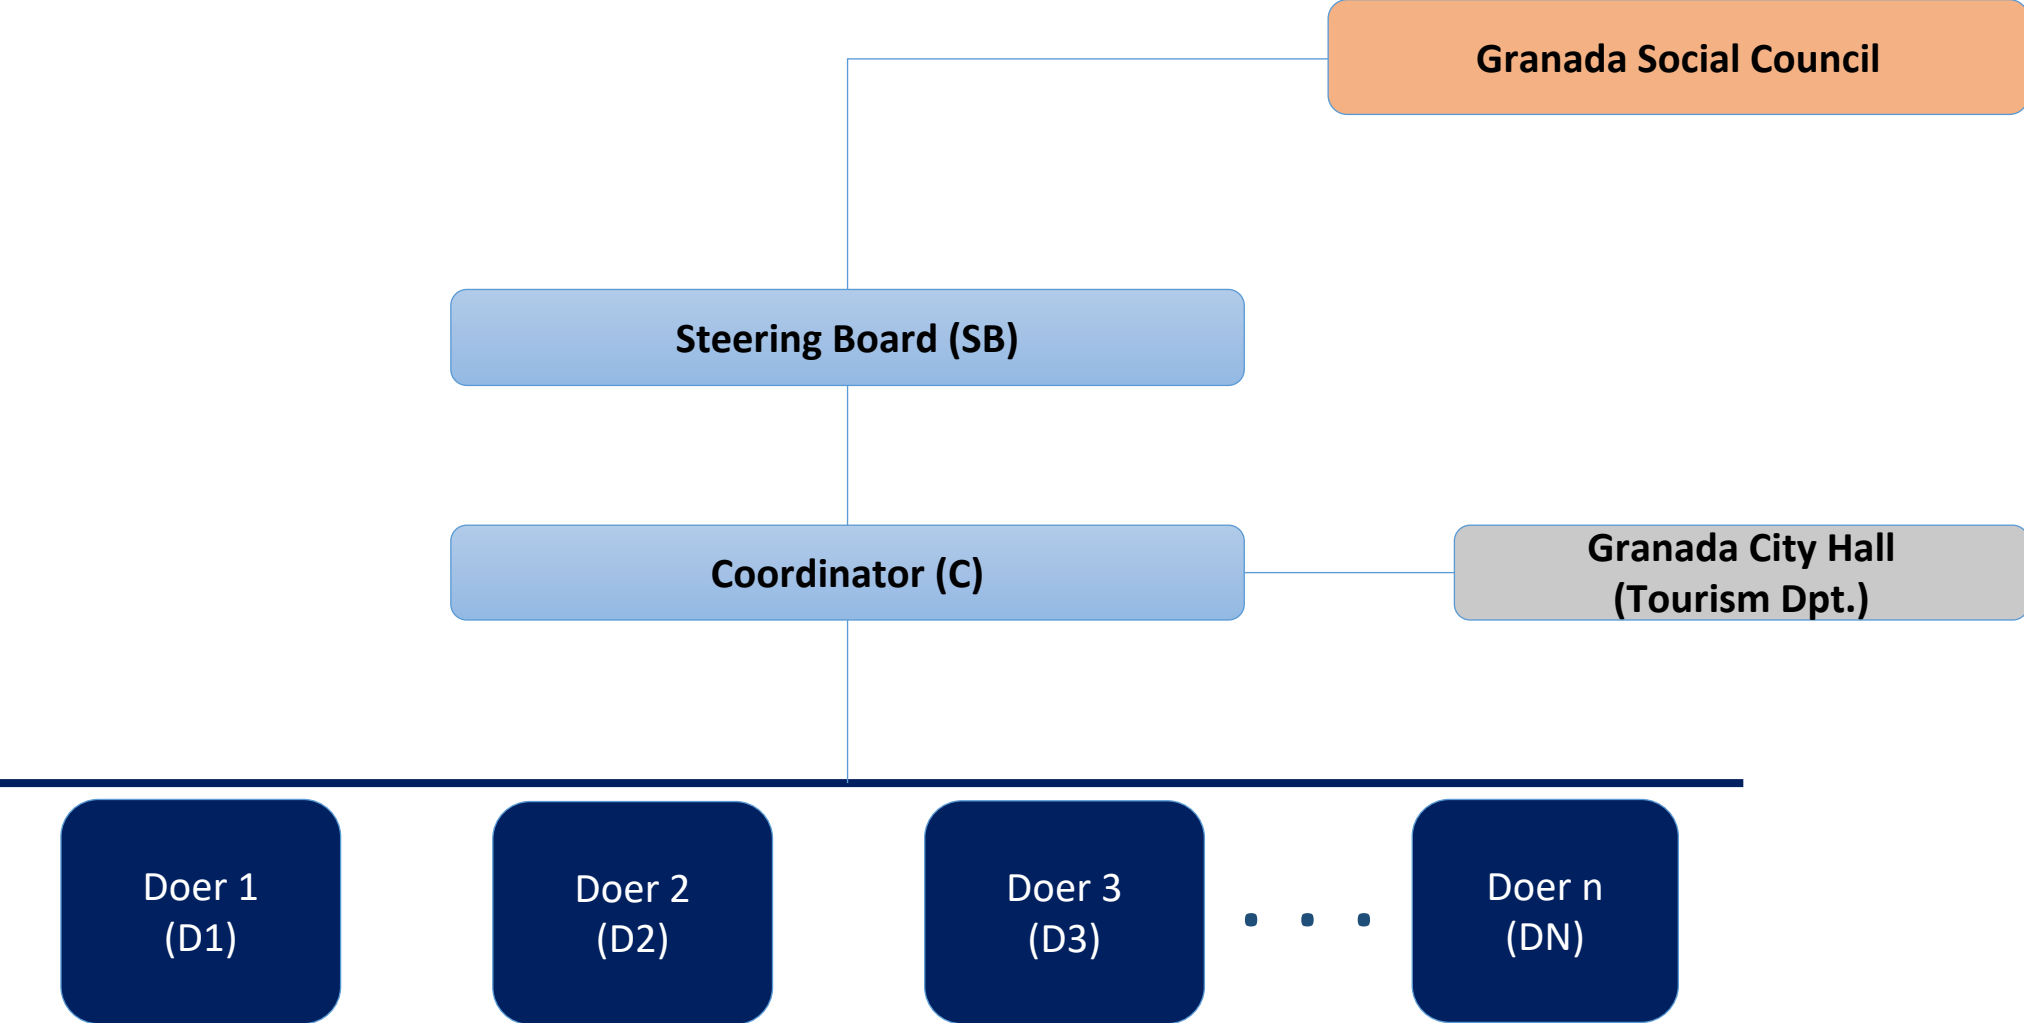 Granada Social Council
Steering Board (SB)
Coordinator (C)
Granada City Hall
(Tourism Dpt.)
Doer 1
(D1)
Doer 2
(D2)
Doer 3
(D3)
. . .
Doer n
(DN)